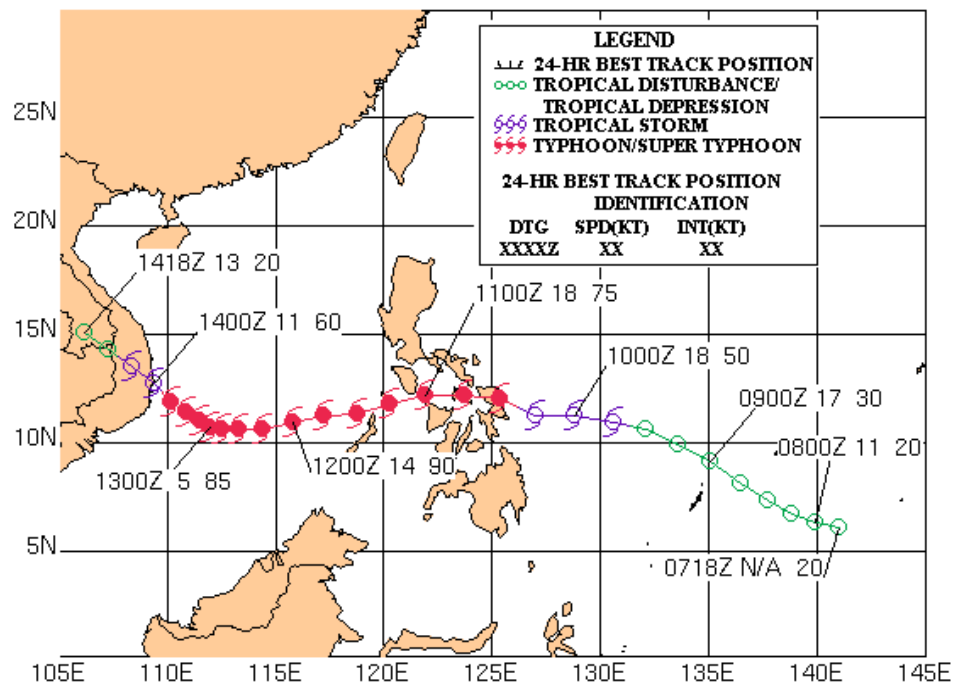 LEGEND
24-HR BEST TRACK POSITION
TROPICAL DISTURBANCE/
TROPICAL DEPRESSION
TROPICAL STORM
TYPHOON/SUPER TYPHOON
24-HR BEST TRACK POSITION
IDENTIFICATION
DTG SPD(KT) INT(KT)
XXXXZ XX XX
25N
20N
15N
10N
5N
1418Z 13 20
1400Z 11 60
1100Z 18 75
1000Z 18 50
0900Z 17 30
0800Z 11 20
1200Z 14 90
1300Z 5 85
0718Z N/A 20
105E 110E 115E 120E 125E 130E 135E 140E 145E